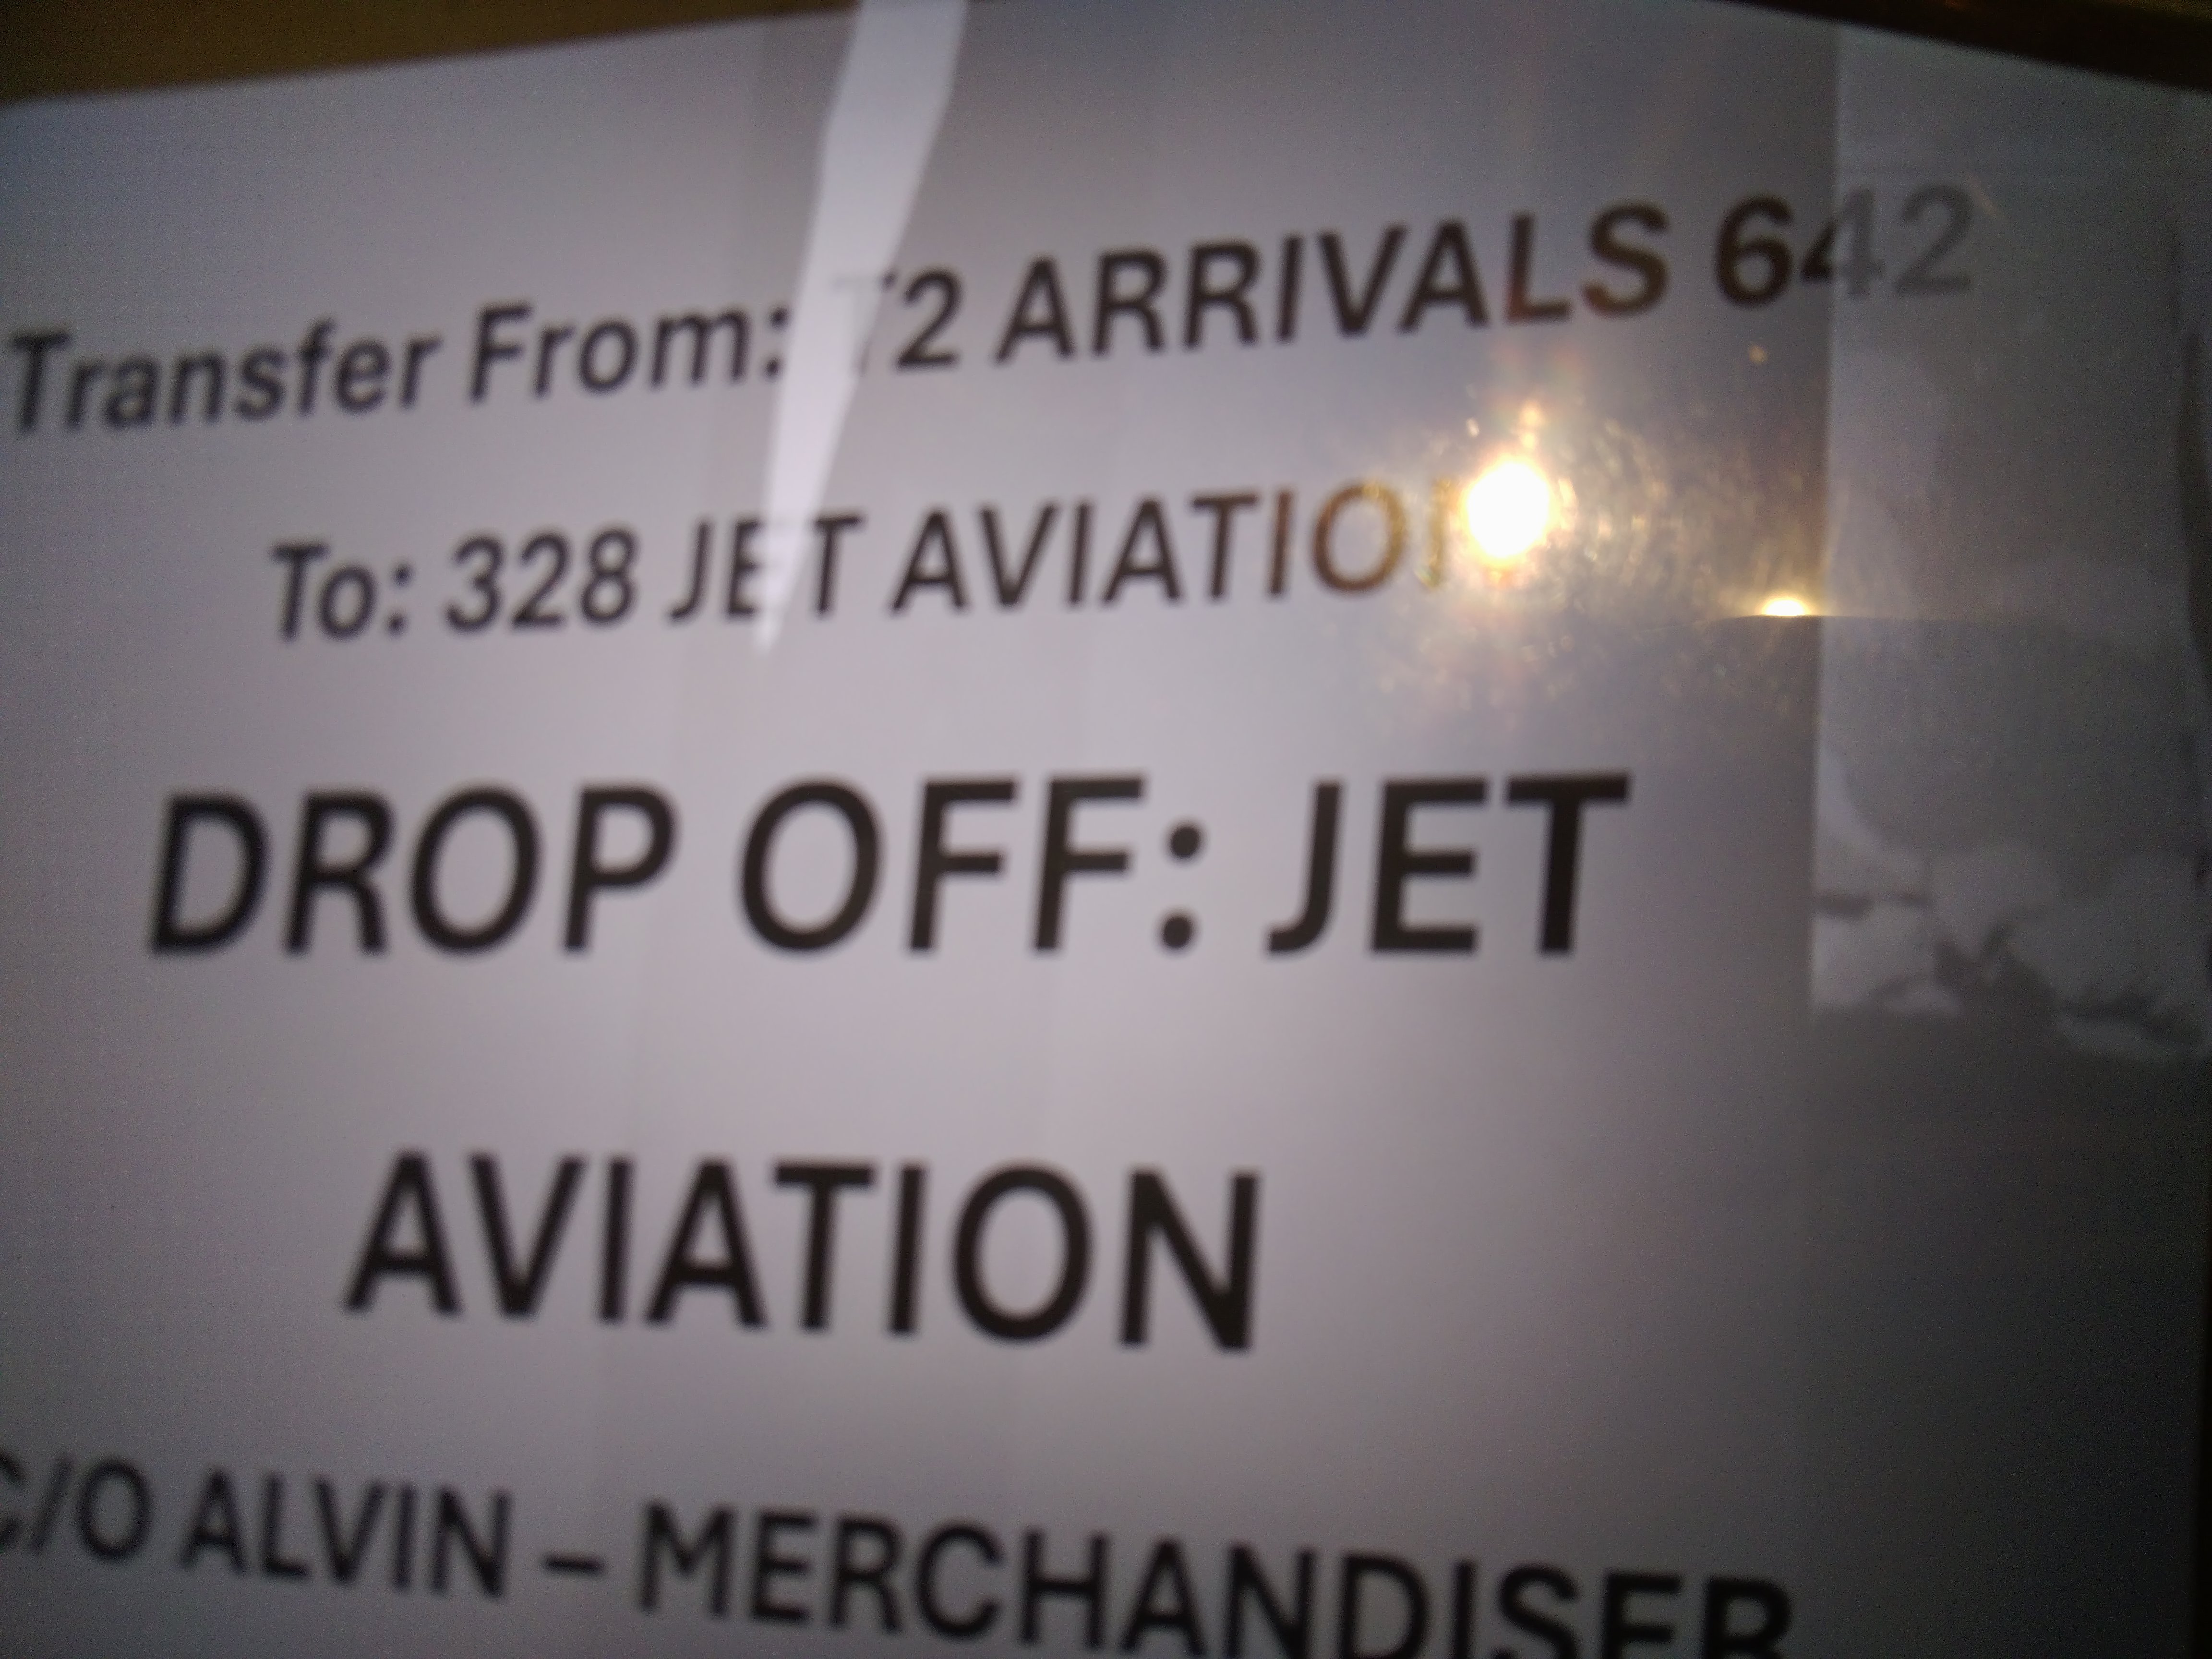 Transfer From: T2 ARRIVALS 642
To: 328 JET AVIATION
DROP OFF: JET
AVIATION
C/O ALVIN – MERCHANDISER